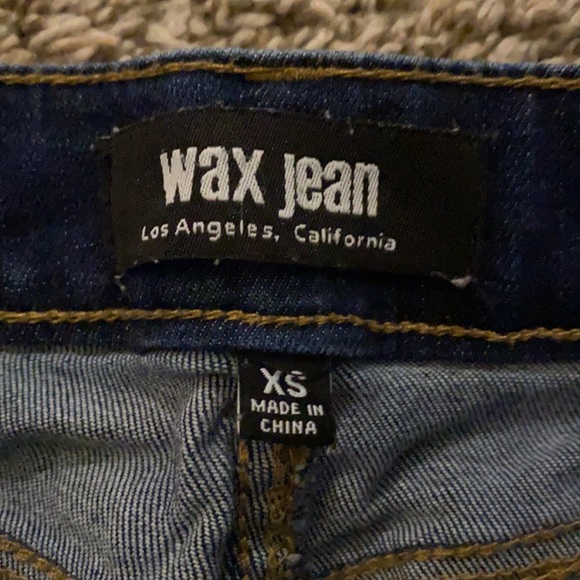 wax jean
Los Angeles, California
XS
MADE IN
CHINA